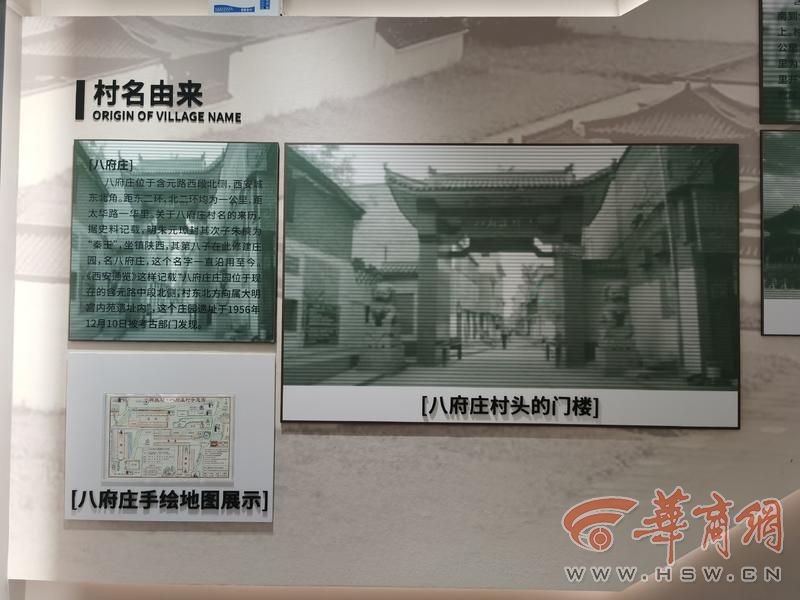 村名由来
ORIGIN OF VILLAGE NAME
[八府庄]
八府庄位于含元路西段北侧，西安城
东北角。距东二环、北二环均为一公里，距
太华路一华里。关于八府庄村名的来历，
据史料记载，明朱元璋封其次子朱樉为
“秦王”，坐镇陕西，其第八子在此修建庄
园，名八府庄，这个名字一直沿用至今。
《西安通览》这样记载“八府庄庄园位于现
在的含元路中段北侧，村东北方向属大明
宫内苑遗址内”，这个庄园遗址于1956年
12月10日被考古部门发现。
[八府庄村头的门楼]
[八府庄手绘地图展示]
華商網
WWW.HSW.CN